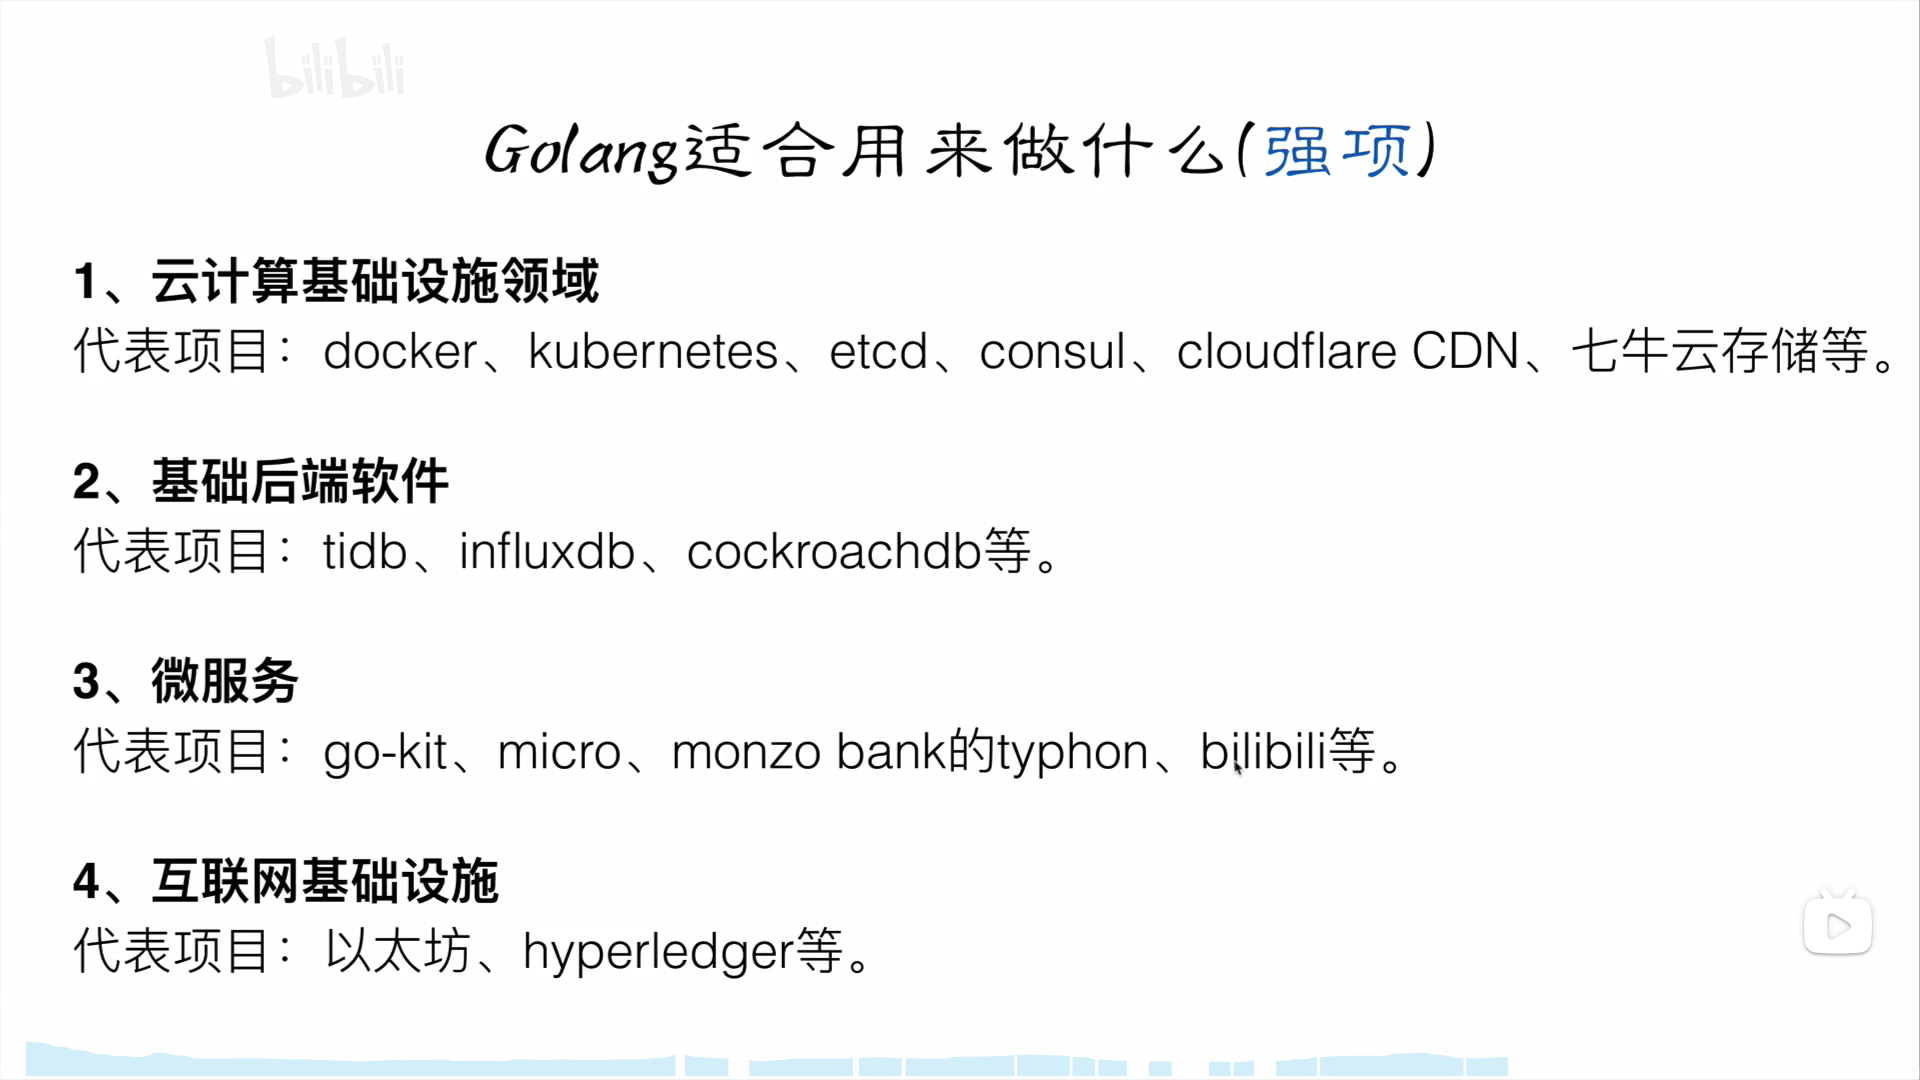 bilibili
Golang适合用来做什么(强项)
1、云计算基础设施领域
代表项目：docker、kubernetes、etcd、consul、cloudflare CDN、七牛云存储等。
2、基础后端软件
代表项目：tidb、influxdb、cockroachdb等。
3、微服务
代表项目：go-kit、micro、monzo bank的typhon、bilibili等。
4、互联网基础设施
代表项目：以太坊、hyperledger等。